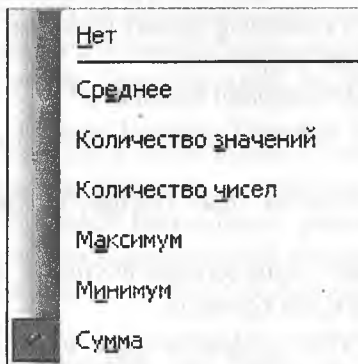 Нет
Среднее
Количество значений
Количество чисел
Максимум
Минимум
Сумма